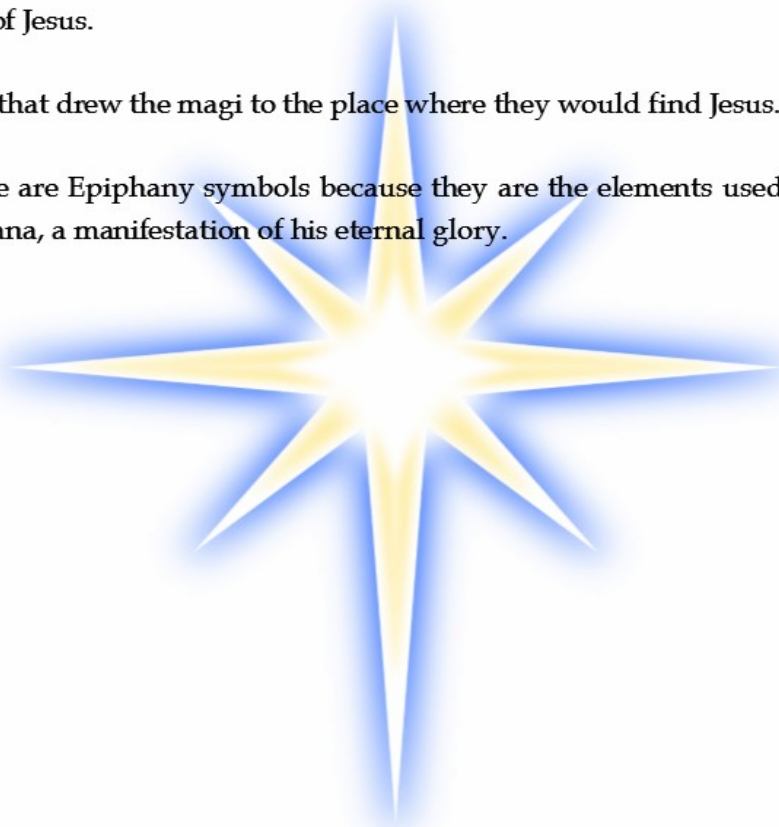 of Jesus.
that drew the magi to the place where they would find Jesus.
e are Epiphany symbols because they are the elements used
nna, a manifestation of his eternal glory.